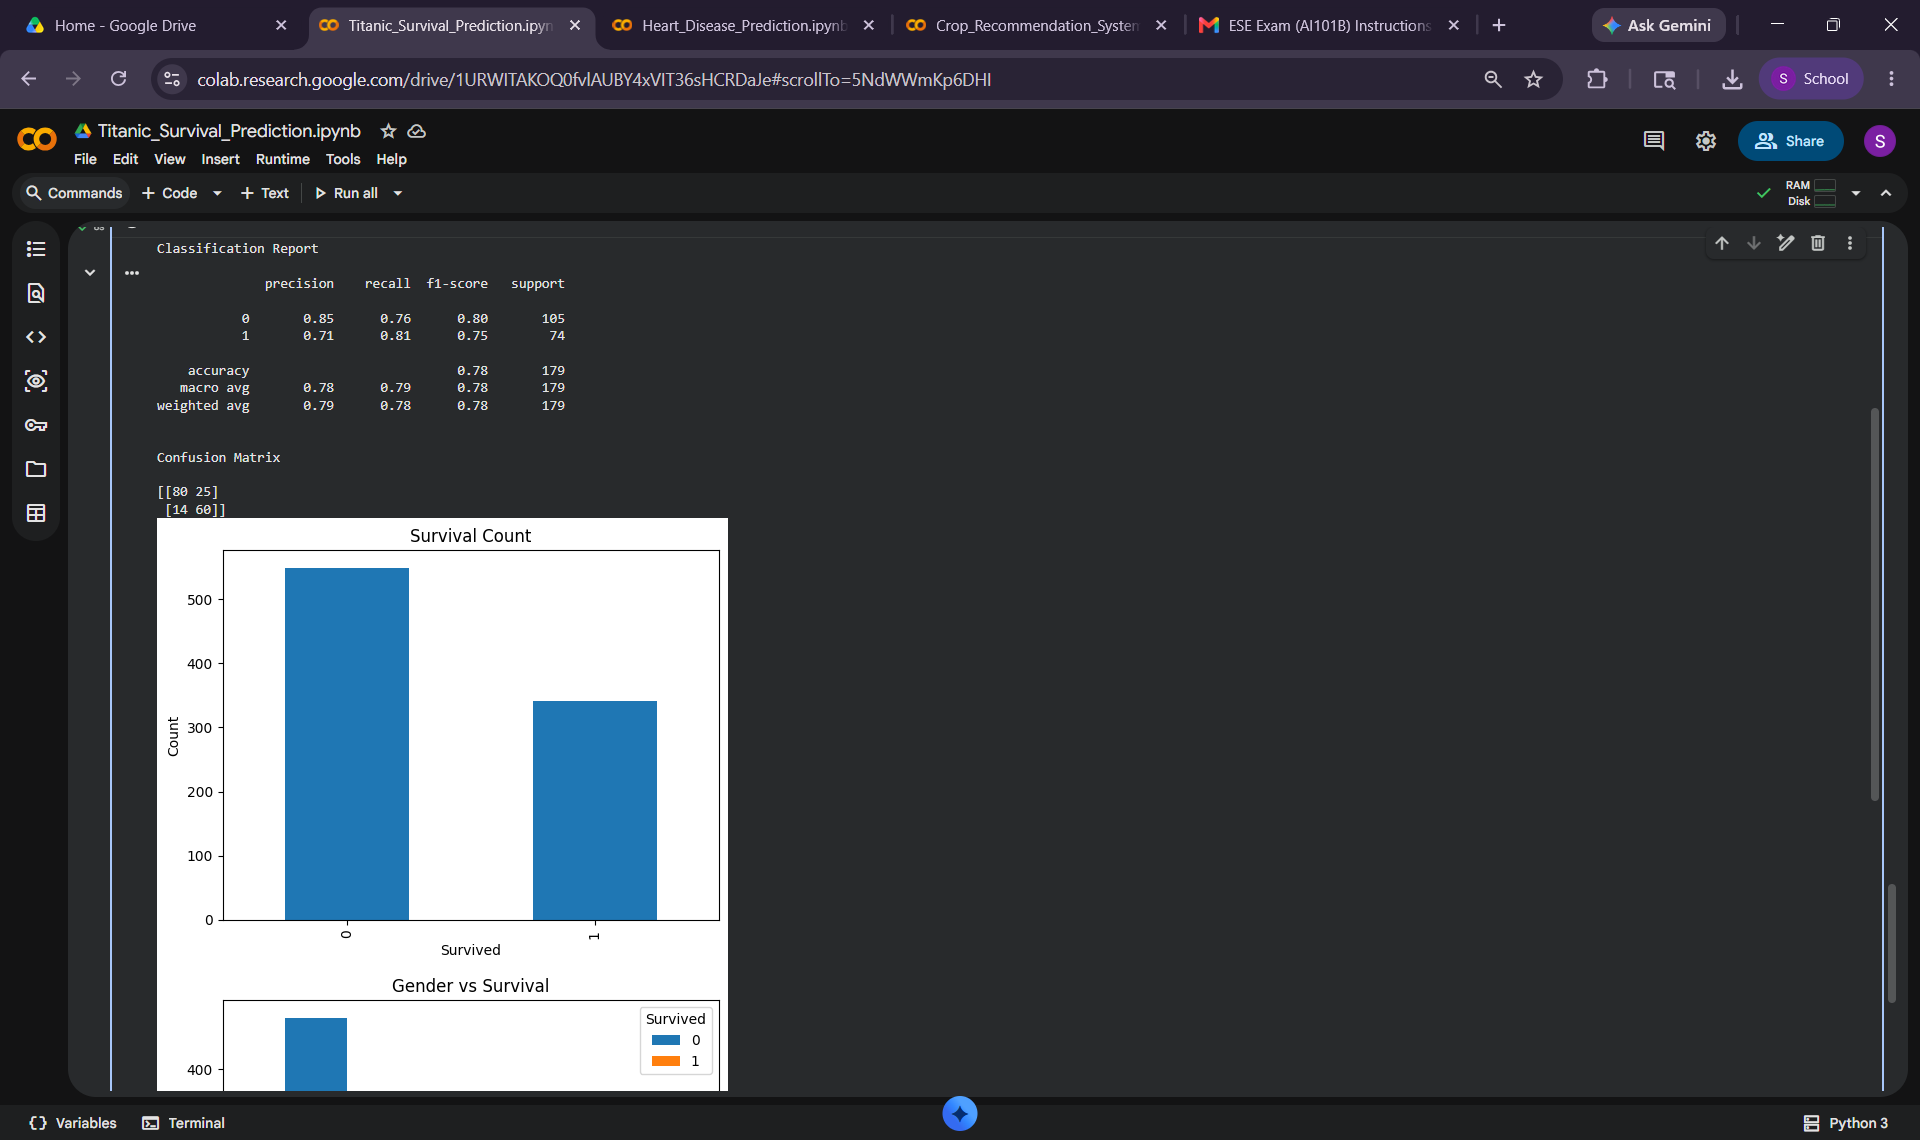 Home - Google Drive
Titanic_Survival_Prediction.ipyn
Heart_Disease_Prediction.ipynb
Crop_Recommendation_System
ESE Exam (AI101B) Instructions
Ask Gemini
colab.research.google.com/drive/1URWITAKOQ0fvlAUBY4xVIT36sHCRDaJe#scrollTo=5NdWWmKp6DHI
S School
Titanic_Survival_Prediction.ipynb
File Edit View Insert Runtime Tools Help
Share
S
Commands + Code + Text Run all
RAM
Disk
Classification Report
precision recall f1-score support
0 0.85 0.76 0.80 105
1 0.71 0.81 0.75 74
accuracy 0.78 179
macro avg 0.78 0.79 0.78 179
weighted avg 0.79 0.78 0.78 179
Confusion Matrix
[[80 25]
[14 60]]
Survival Count
500
400
300
200
100
0
Count
0 1
Survived
Gender vs Survival
Survived
0
1
400
Variables Terminal
Python 3